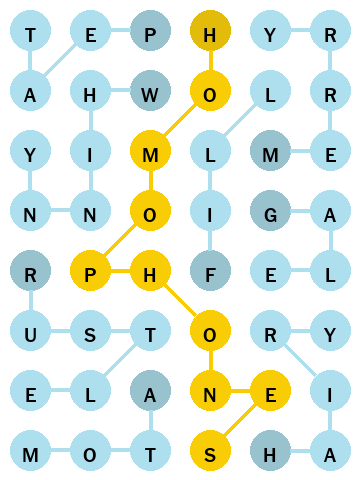 T E P H Y R
A H W O L R
Y I M L M E
N N O I G A
R P H F E L
U S T O R Y
E L A N E I
M O T S H A